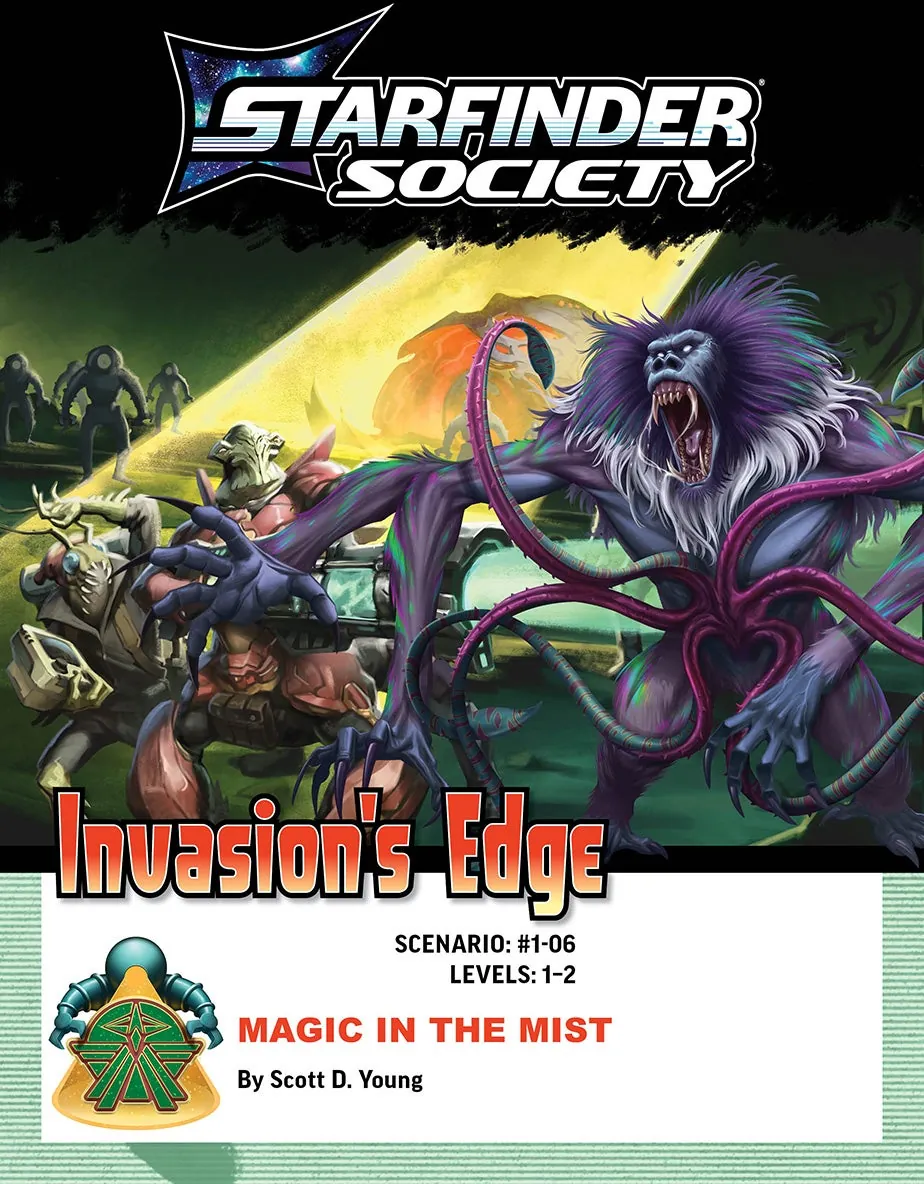 STARFINDER
SOCIETY
Invasion's Edge
SCENARIO: #1-06
LEVELS: 1–2
MAGIC IN THE MIST
By Scott D. Young